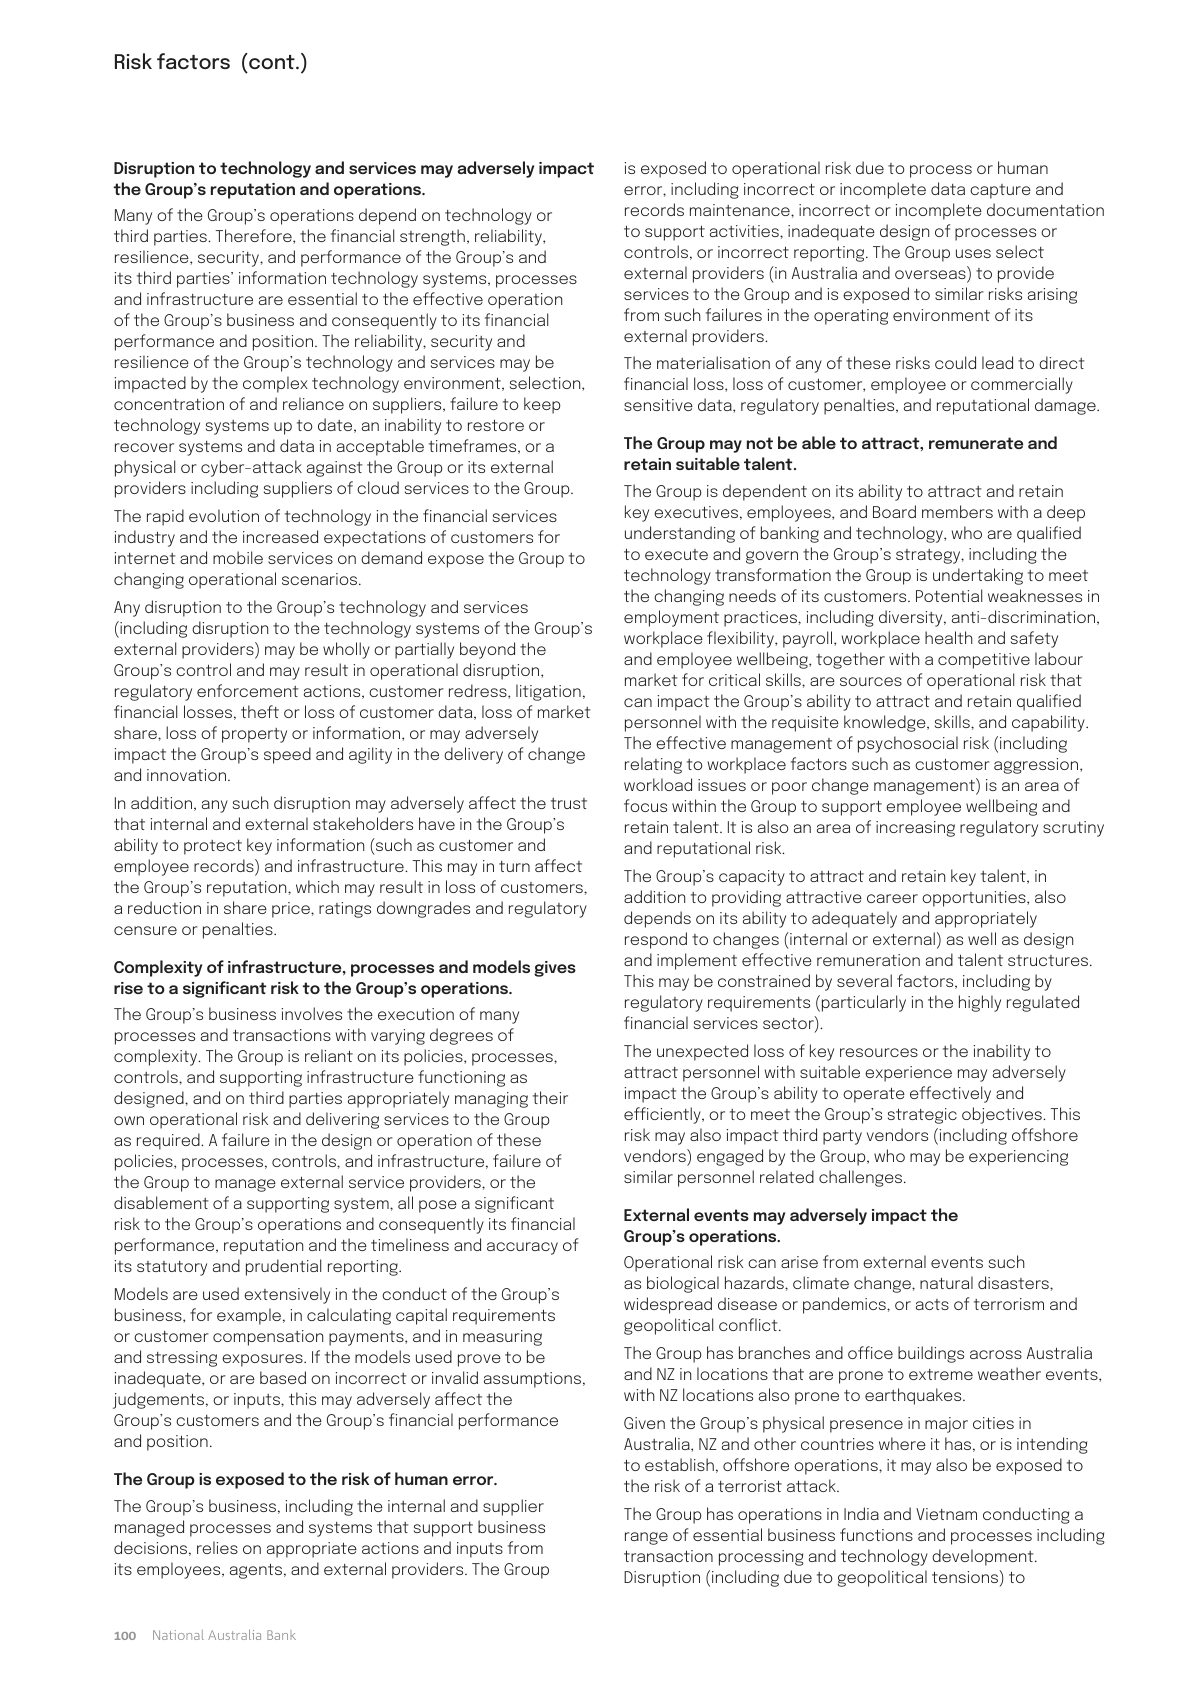 Risk factors (cont.)
Disruption to technology and services may adversely impact
the Group's reputation and operations.
Many of the Group's operations depend on technology or
third parties. Therefore, the financial strength, reliability,
resilience, security, and performance of the Group's and
its third parties' information technology systems, processes
and infrastructure are essential to the effective operation
of the Group's business and consequently to its financial
performance and position. The reliability, security and
resilience of the Group's technology and services may be
impacted by the complex technology environment, selection,
concentration of and reliance on suppliers, failure to keep
technology systems up to date, an inability to restore or
recover systems and data in acceptable timeframes, or a
physical or cyber-attack against the Group or its external
providers including suppliers of cloud services to the Group.
The rapid evolution of technology in the financial services
industry and the increased expectations of customers for
internet and mobile services on demand expose the Group to
changing operational scenarios.
Any disruption to the Group's technology and services
(including disruption to the technology systems of the Group's
external providers) may be wholly or partially beyond the
Group's control and may result in operational disruption,
regulatory enforcement actions, customer redress, litigation,
financial losses, theft or loss of customer data, loss of market
share, loss of property or information, or may adversely
impact the Group's speed and agility in the delivery of change
and innovation.
In addition, any such disruption may adversely affect the trust
that internal and external stakeholders have in the Group's
ability to protect key information (such as customer and
employee records) and infrastructure. This may in turn affect
the Group's reputation, which may result in loss of customers,
a reduction in share price, ratings downgrades and regulatory
censure or penalties.
Complexity of infrastructure, processes and models gives
rise to a significant risk to the Group's operations.
The Group's business involves the execution of many
processes and transactions with varying degrees of
complexity. The Group is reliant on its policies, processes,
controls, and supporting infrastructure functioning as
designed, and on third parties appropriately managing their
own operational risk and delivering services to the Group
as required. A failure in the design or operation of these
policies, processes, controls, and infrastructure, failure of
the Group to manage external service providers, or the
disablement of a supporting system, all pose a significant
risk to the Group's operations and consequently its financial
performance, reputation and the timeliness and accuracy of
its statutory and prudential reporting.
Models are used extensively in the conduct of the Group's
business, for example, in calculating capital requirements
or customer compensation payments, and in measuring
and stressing exposures. If the models used prove to be
inadequate, or are based on incorrect or invalid assumptions,
judgements, or inputs, this may adversely affect the
Group's customers and the Group's financial performance
and position.
The Group is exposed to the risk of human error.
The Group's business, including the internal and supplier
managed processes and systems that support business
decisions, relies on appropriate actions and inputs from
its employees, agents, and external providers. The Group
is exposed to operational risk due to process or human
error, including incorrect or incomplete data capture and
records maintenance, incorrect or incomplete documentation
to support activities, inadequate design of processes or
controls, or incorrect reporting. The Group uses select
external providers (in Australia and overseas) to provide
services to the Group and is exposed to similar risks arising
from such failures in the operating environment of its
external providers.
The materialisation of any of these risks could lead to direct
financial loss, loss of customer, employee or commercially
sensitive data, regulatory penalties, and reputational damage.
The Group may not be able to attract, remunerate and
retain suitable talent.
The Group is dependent on its ability to attract and retain
key executives, employees, and Board members with a deep
understanding of banking and technology, who are qualified
to execute and govern the Group's strategy, including the
technology transformation the Group is undertaking to meet
the changing needs of its customers. Potential weaknesses in
employment practices, including diversity, anti-discrimination,
workplace flexibility, payroll, workplace health and safety
and employee wellbeing, together with a competitive labour
market for critical skills, are sources of operational risk that
can impact the Group's ability to attract and retain qualified
personnel with the requisite knowledge, skills, and capability.
The effective management of psychosocial risk (including
relating to workplace factors such as customer aggression,
workload issues or poor change management) is an area of
focus within the Group to support employee wellbeing and
retain talent. It is also an area of increasing regulatory scrutiny
and reputational risk.
The Group's capacity to attract and retain key talent, in
addition to providing attractive career opportunities, also
depends on its ability to adequately and appropriately
respond to changes (internal or external) as well as design
and implement effective remuneration and talent structures.
This may be constrained by several factors, including by
regulatory requirements (particularly in the highly regulated
financial services sector).
The unexpected loss of key resources or the inability to
attract personnel with suitable experience may adversely
impact the Group's ability to operate effectively and
efficiently, or to meet the Group's strategic objectives. This
risk may also impact third party vendors (including offshore
vendors) engaged by the Group, who may be experiencing
similar personnel related challenges.
External events may adversely impact the
Group's operations.
Operational risk can arise from external events such
as biological hazards, climate change, natural disasters,
widespread disease or pandemics, or acts of terrorism and
geopolitical conflict.
The Group has branches and office buildings across Australia
and NZ in locations that are prone to extreme weather events,
with NZ locations also prone to earthquakes.
Given the Group's physical presence in major cities in
Australia, NZ and other countries where it has, or is intending
to establish, offshore operations, it may also be exposed to
the risk of a terrorist attack.
The Group has operations in India and Vietnam conducting a
range of essential business functions and processes including
transaction processing and technology development.
Disruption (including due to geopolitical tensions) to
100 National Australia Bank